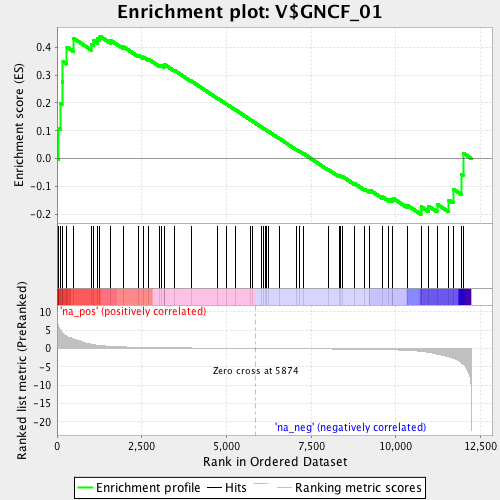 Enrichment plot: V$GNCF_01
Enrichment score (ES)
0.4
0.3
0.2
0.1
0.0
-0.1
-0.2
'na_pos' (positively correlated)
Ranked list metric (PreRanked)
10
5
0
-5
-10
-15
-20
Zero cross at 5874
'na_neg' (negatively correlated)
0
2,500
5,000
7,500
10,000
12,500
Rank in Ordered Dataset
Enrichment profile
Hits
Ranking metric scores